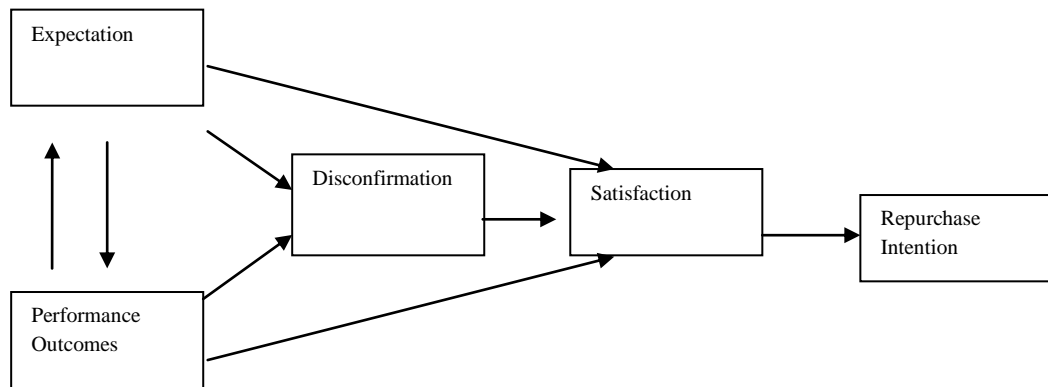 Expectation
Disconfirmation
Satisfaction
Repurchase
Intention
Performance
Outcomes